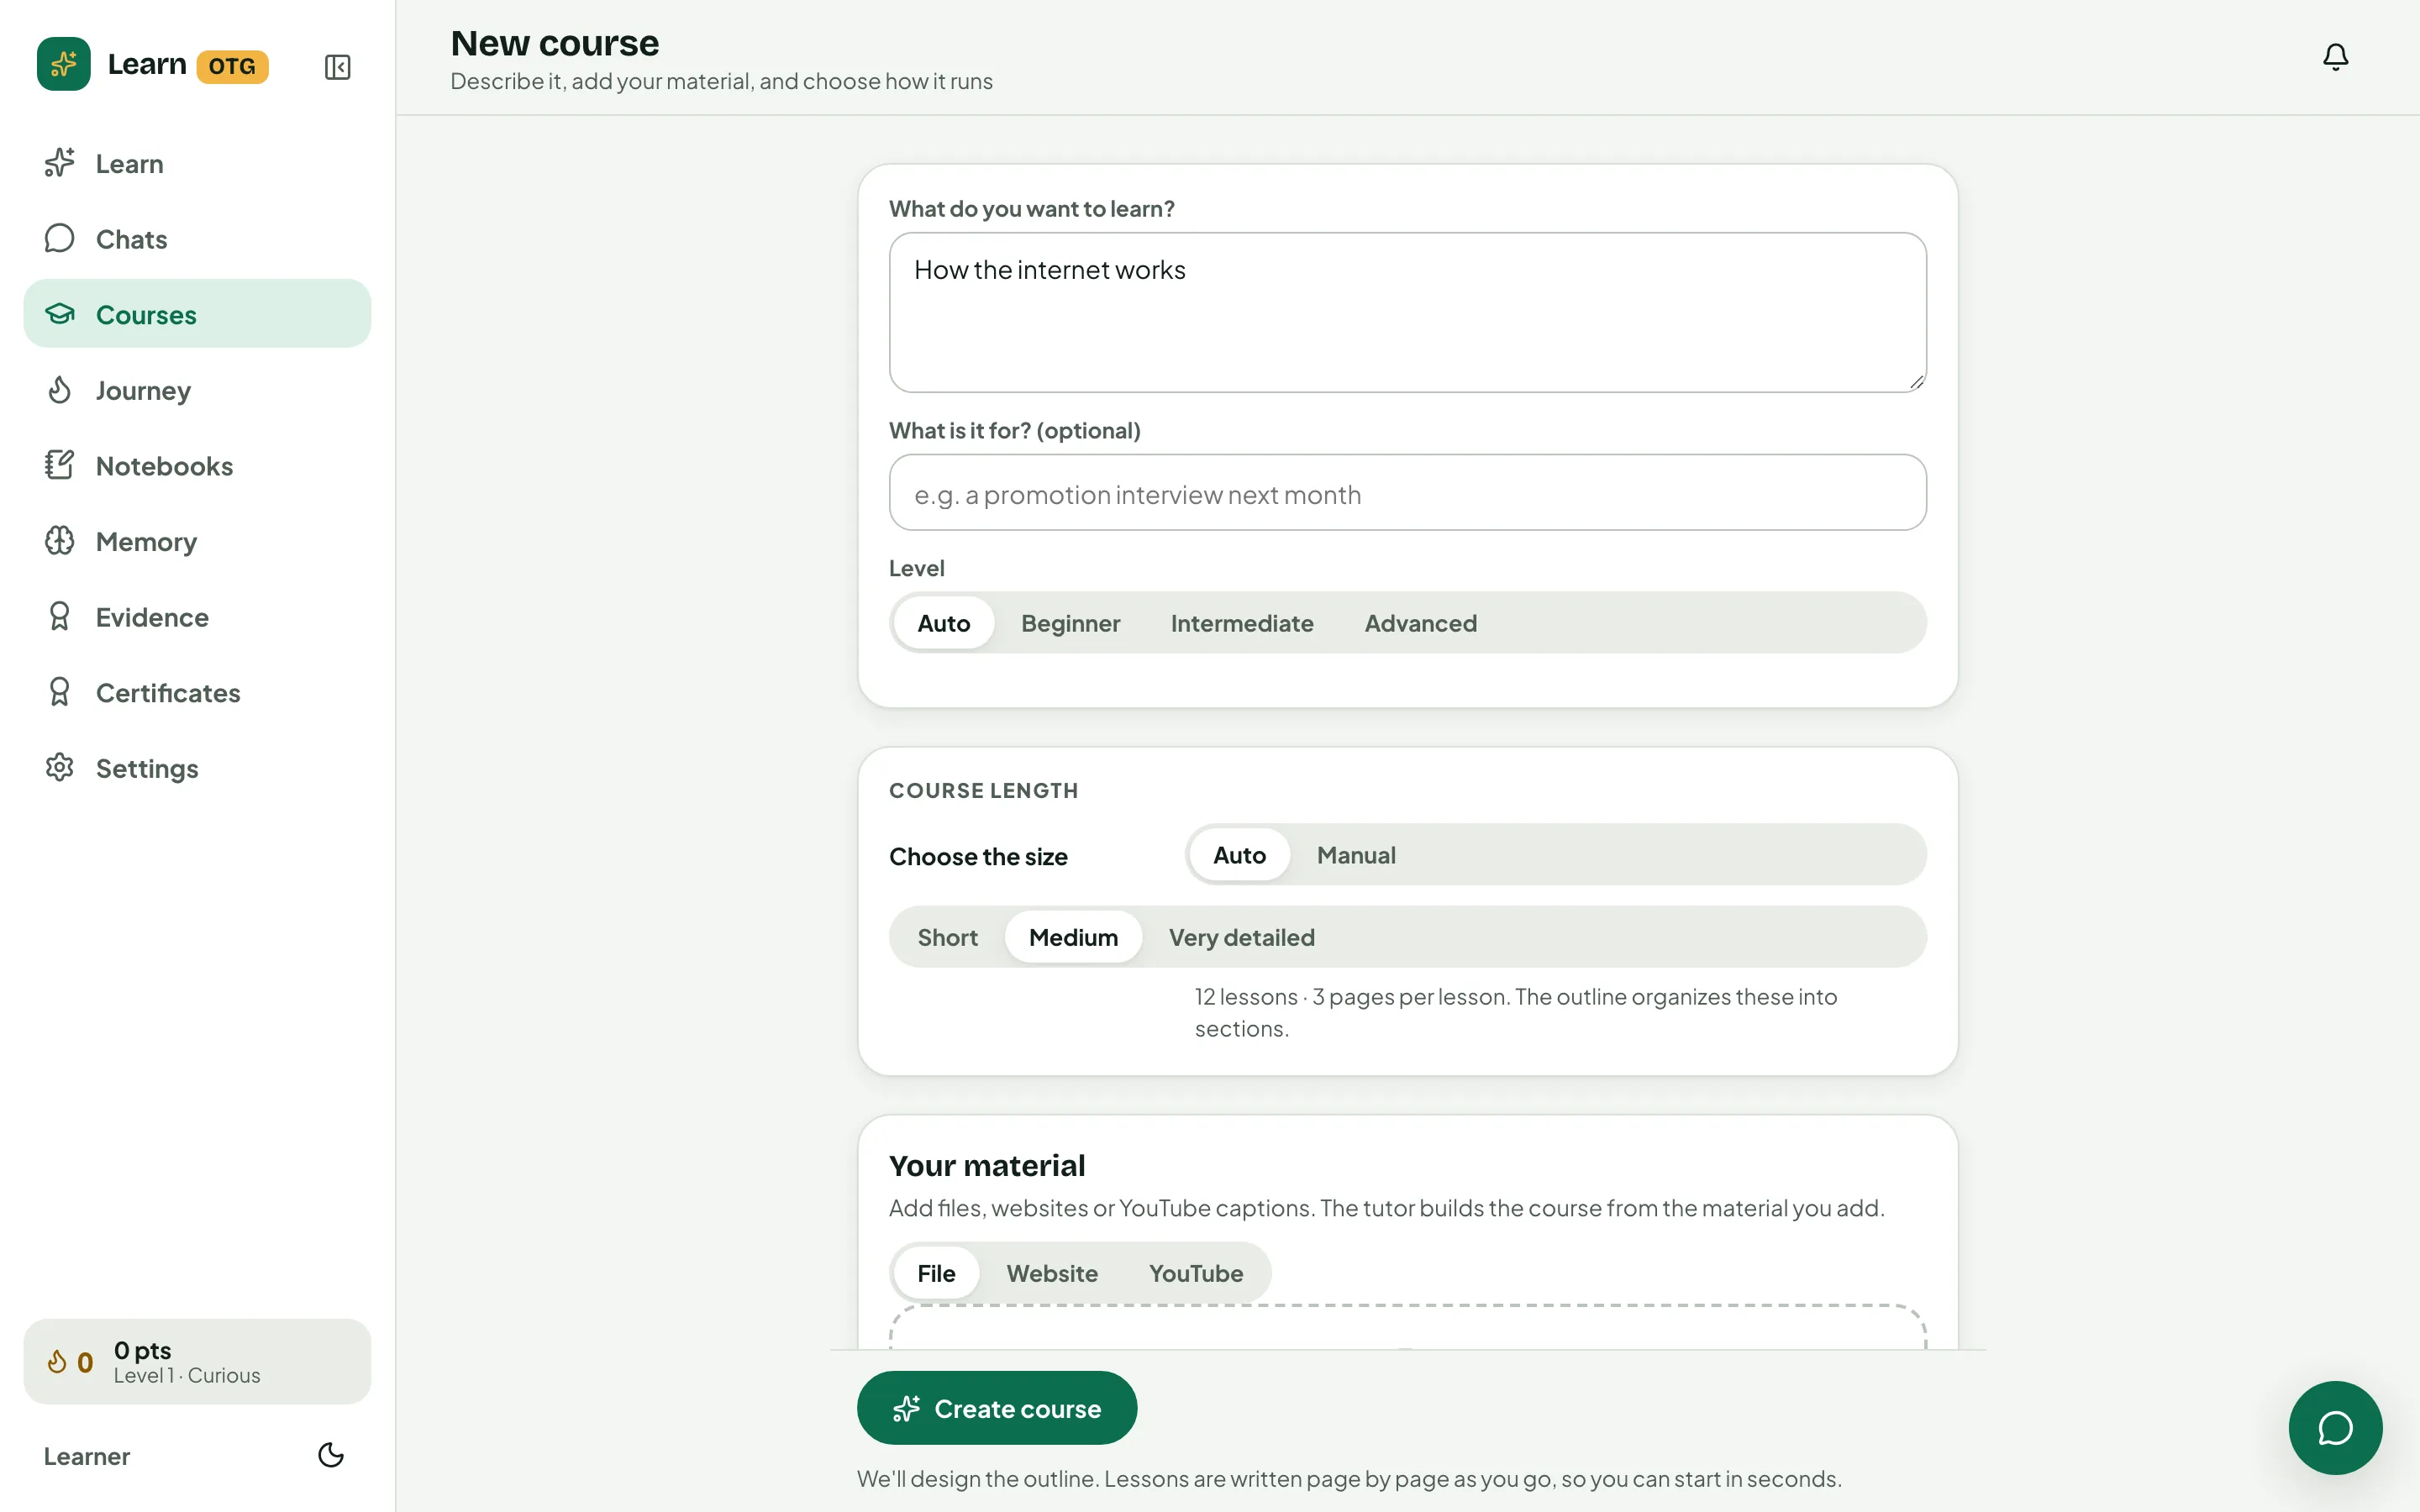 Learn OTG
Learn
Chats
Courses
Journey
Notebooks
Memory
Evidence
Certificates
Settings
0
0 pts
Level 1 · Curious
Learner
New course
Describe it, add your material, and choose how it runs
What do you want to learn?
How the internet works
What is it for? (optional)
e.g. a promotion interview next month
Level
Auto Beginner Intermediate Advanced
COURSE LENGTH
Choose the size Auto Manual
Short Medium Very detailed
12 lessons · 3 pages per lesson. The outline organizes these into
sections.
Your material
Add files, websites or YouTube captions. The tutor builds the course from the material you add.
File Website YouTube
Create course
We'll design the outline. Lessons are written page by page as you go, so you can start in seconds.